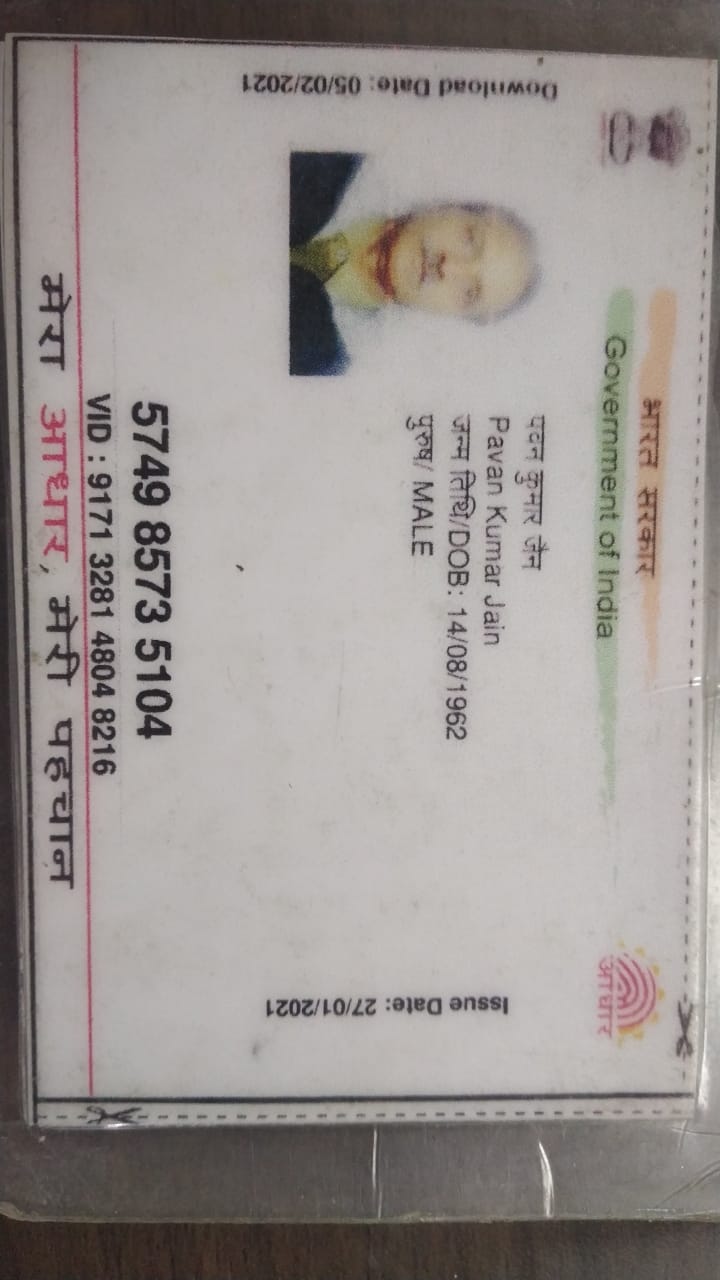 भारत सरकार
Government of India
Download Date: 05/02/2021
पवन कुमार जैन
Pavan Kumar Jain
जन्म तिथि/DOB: 14/08/1962
पुरुष/ MALE
Issue Date: 27/01/2021
आधार
5749 8573 5104
VID : 9171 3281 4804 8216
मेरा आधार, मेरी पहचान